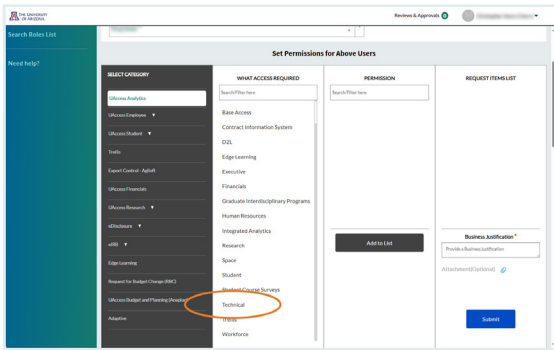 THE UNIVERSITY
OF ARIZONA
Reviews & Approvals 0
Search Roles List
Need help?
Set Permissions for Above Users
SELECT CATEGORY
UAccess Analytics
UAccess Employee ▼
UAccess Student ▼
Trellis
Export Control - Agiloft
UAccess Financials
UAccess Research ▼
eDisclosure ▼
eIRB ▼
Edge Learning
Request for Budget Change (RBC)
UAccess Budget and Planning (Anaplan)
Adaptive
WHAT ACCESS REQUIRED
Search/Filter here
Base Access
Contract Information System
D2L
Edge Learning
Executive
Financials
Graduate Interdisciplinary Programs
Human Resources
Integrated Analytics
Research
Space
Student
Student Course Surveys
Technical
Trellis
Workforce
PERMISSION
Search/Filter here
Add to List
REQUEST ITEMS LIST
Business Justification *
Provide a Business Justification
Attachment(Optional)
Submit